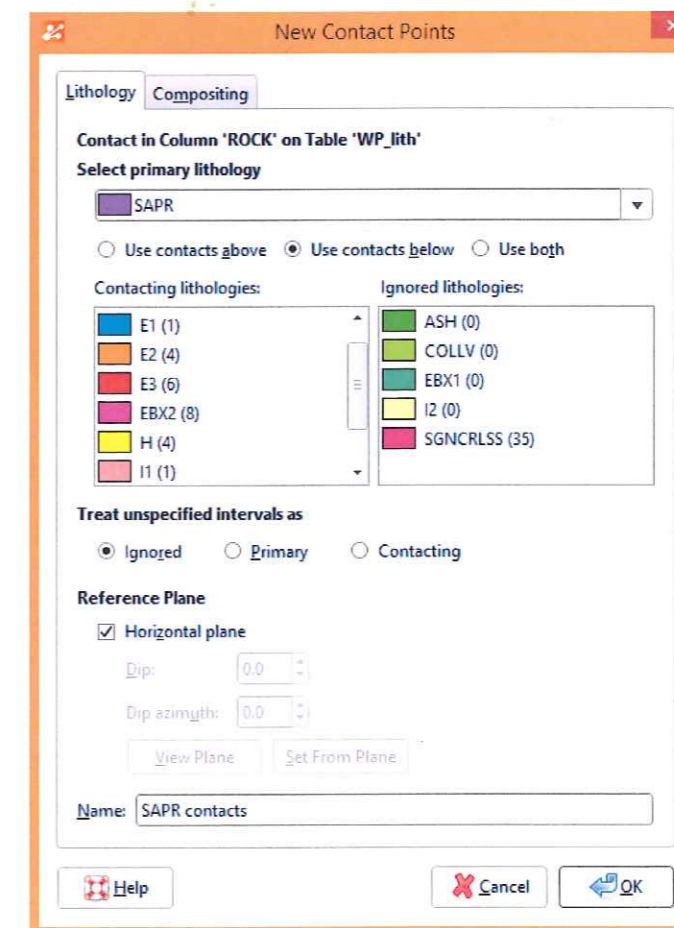 New Contact Points
Lithology Compositing
Contact in Column 'ROCK' on Table 'WP_lith'
Select primary lithology
SAPR
Use contacts above Use contacts below Use both
Contacting lithologies: Ignored lithologies:
E1 (1) ASH (0)
E2 (4) COLLV (0)
E3 (6) EBX1 (0)
EBX2 (8) I2 (0)
H (4) SGNCRLSS (35)
I1 (1)
Treat unspecified intervals as
Ignored Primary Contacting
Reference Plane
Horizontal plane
Dip: 0.0
Dip azimuth: 0.0
View Plane Set From Plane
Name: SAPR contacts
Help Cancel OK